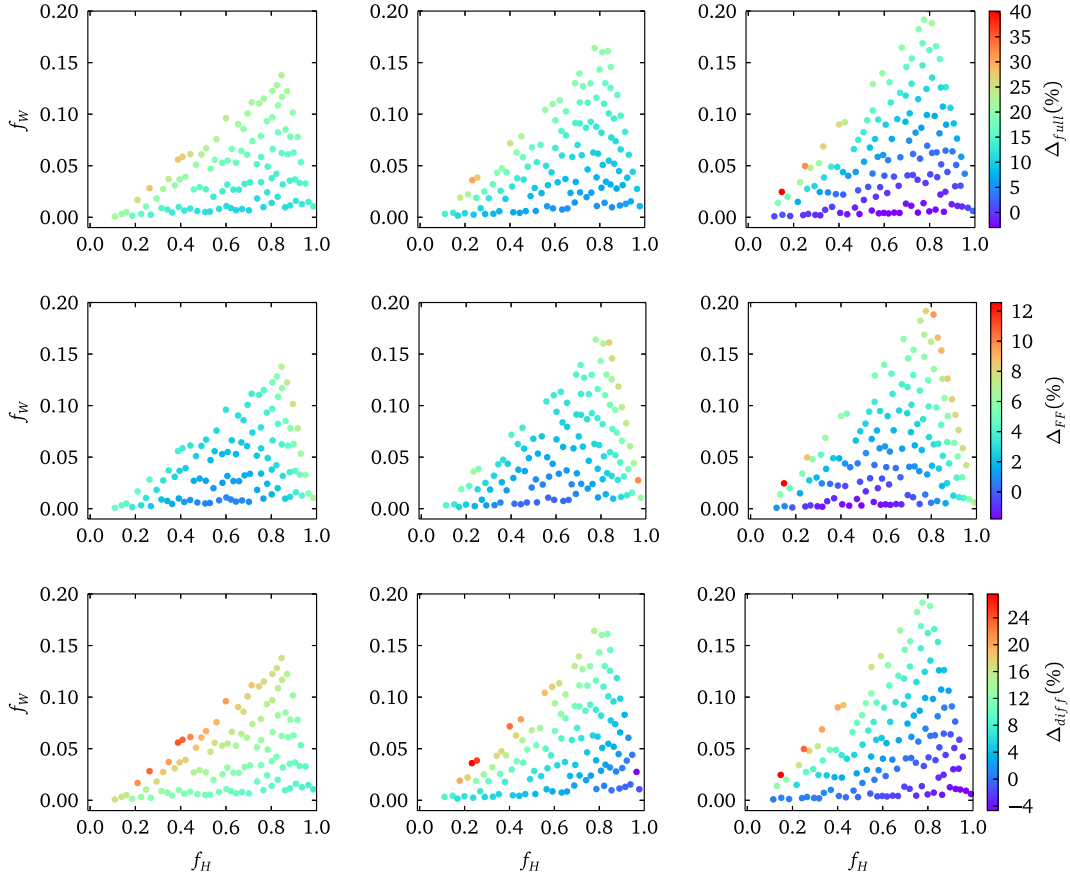 0.20 0.20 0.20 40
0.15 0.15 0.15 35
0.10 0.10 0.10 30
0.05 0.05 0.05 25
0.00 0.00 0.00 20
15
10
5
0
f_W Δ_full(%)
0.0 0.2 0.4 0.6 0.8 1.0 0.0 0.2 0.4 0.6 0.8 1.0 0.0 0.2 0.4 0.6 0.8 1.0
0.20 0.20 0.20 12
0.15 0.15 0.15 10
0.10 0.10 0.10 8
0.05 0.05 0.05 6
0.00 0.00 0.00 4
2
0
f_W Δ_FF(%)
0.0 0.2 0.4 0.6 0.8 1.0 0.0 0.2 0.4 0.6 0.8 1.0 0.0 0.2 0.4 0.6 0.8 1.0
0.20 0.20 0.20 24
0.15 0.15 0.15 20
0.10 0.10 0.10 16
0.05 0.05 0.05 12
0.00 0.00 0.00 8
4
0
−4
f_W Δ_diff(%)
0.0 0.2 0.4 0.6 0.8 1.0 0.0 0.2 0.4 0.6 0.8 1.0 0.0 0.2 0.4 0.6 0.8 1.0
f_H f_H f_H